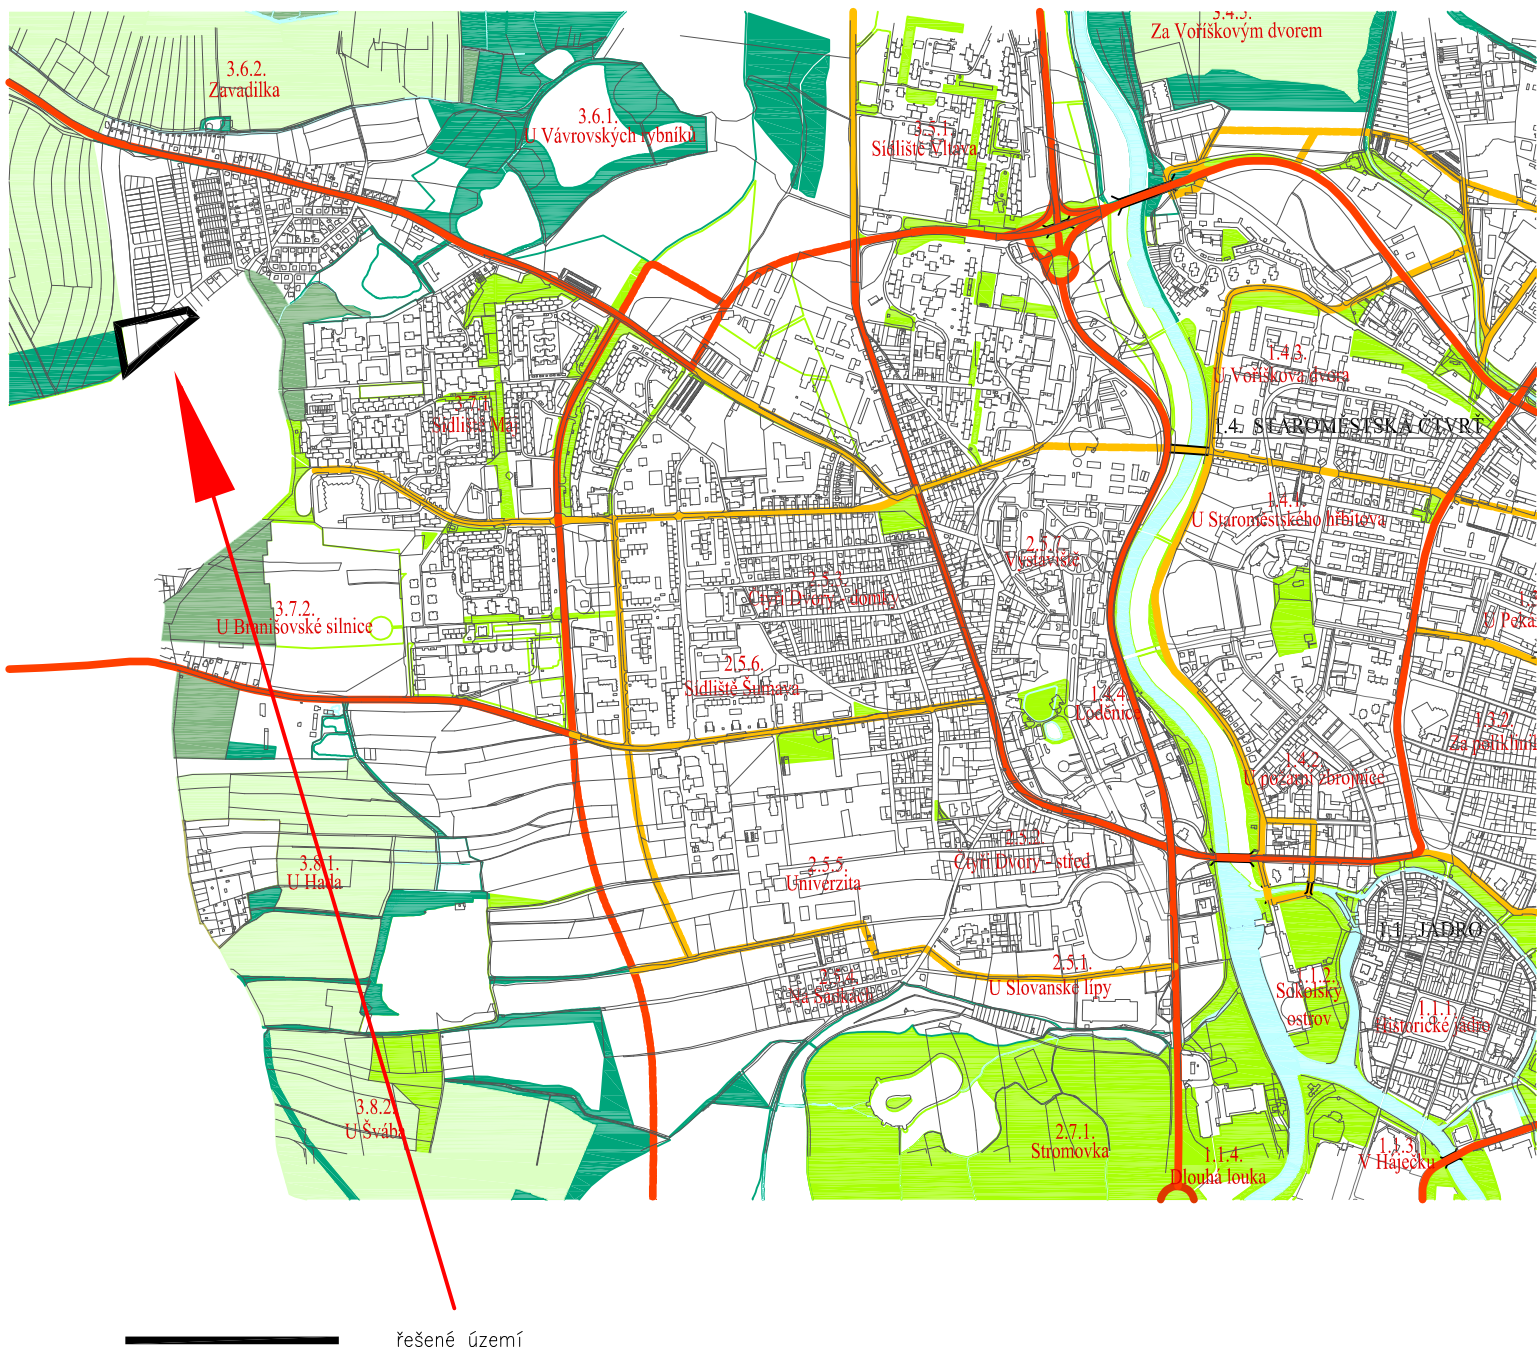 3.4.5.
Za Voříškovým dvorem
3.6.2.
Zavadilka
3.6.1.
U Vávrovských rybníků
3.5.1.
Sídliště Vltava
1.4.3.
U Voříškova dvora
3.7.1.
Sídliště Máj
1.4. STAROMĚSTSKÁ ČTVRŤ
1.4.1.
U Staroměstského hřbitova
2.5.7.
Výstaviště
2.5.3.
Čtyři Dvory - domky
3.7.2.
U Branišovské silnice
U Peka
2.5.6.
Sídliště Šumava
1.4.4.
Loděnice
1.3.2.
Za poliklini
1.4.2.
U požární zbrojnice
2.5.2.
Čtyři Dvory - střed
3.8.1.
U Hada
2.5.5.
Univerzita
1.1. JÁDRO
2.5.4.
Na Sádkách
2.5.1.
U Slovanské lípy
1.1.2.
Sokolský
ostrov
1.1.1.
Historické jádro
3.8.2.
U Švába
2.7.1.
Stromovka
1.1.4.
Dlouhá louka
1.1.3.
V Háječku
řešené území